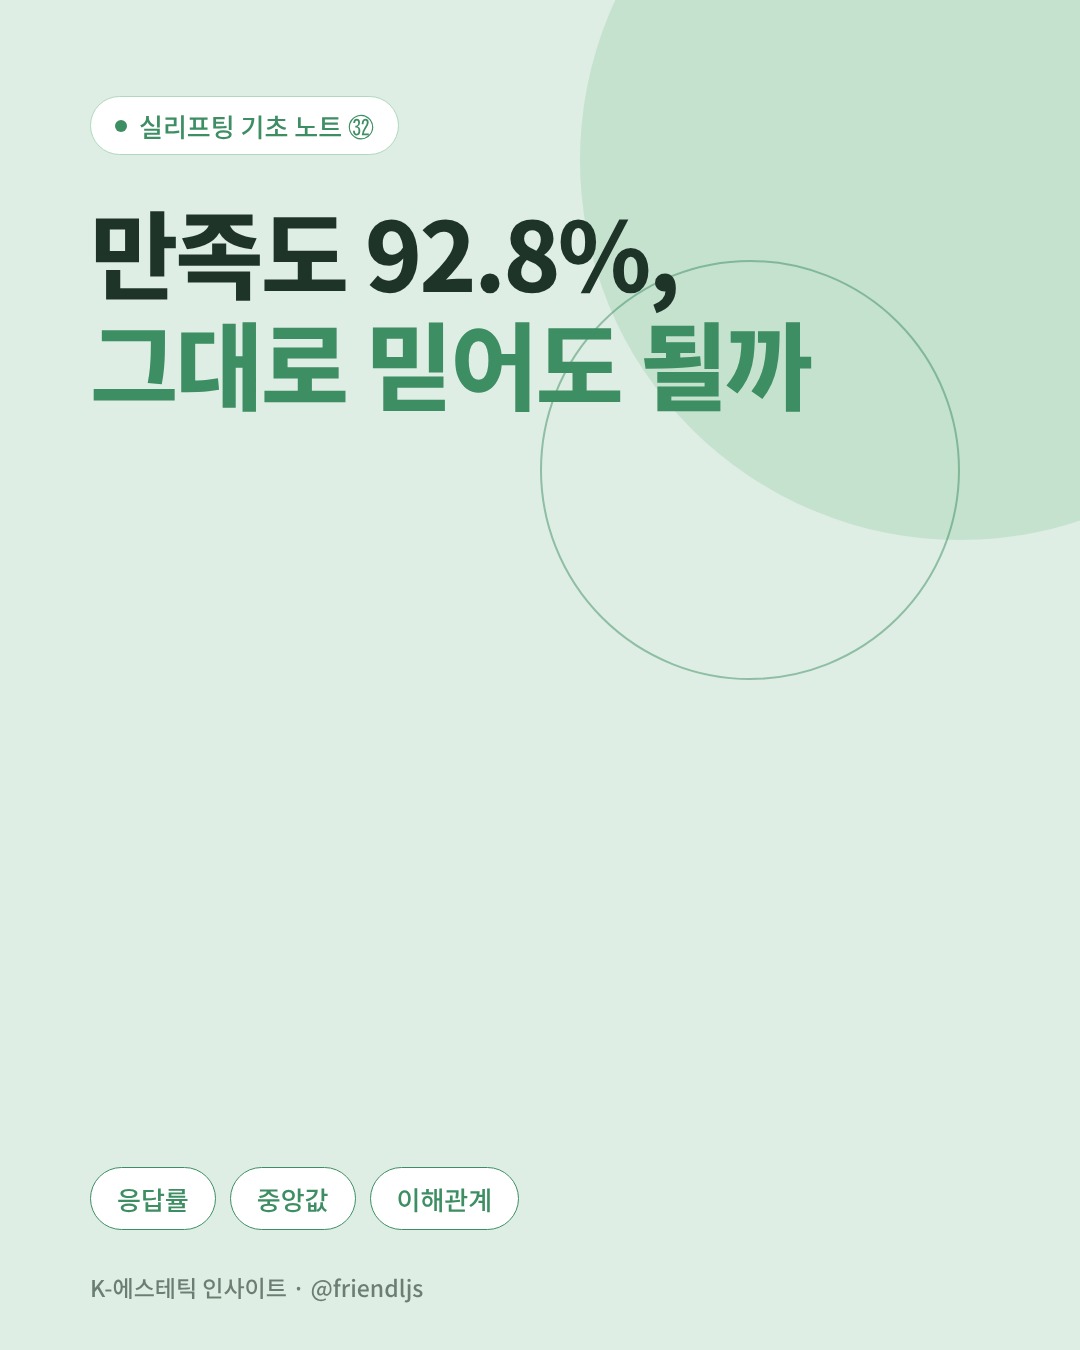 실리프팅 기초 노트 ㉜
만족도 92.8%,
그대로 믿어도 될까
응답률
중앙값
이해관계
K-에스테틱 인사이트 · @friendljs